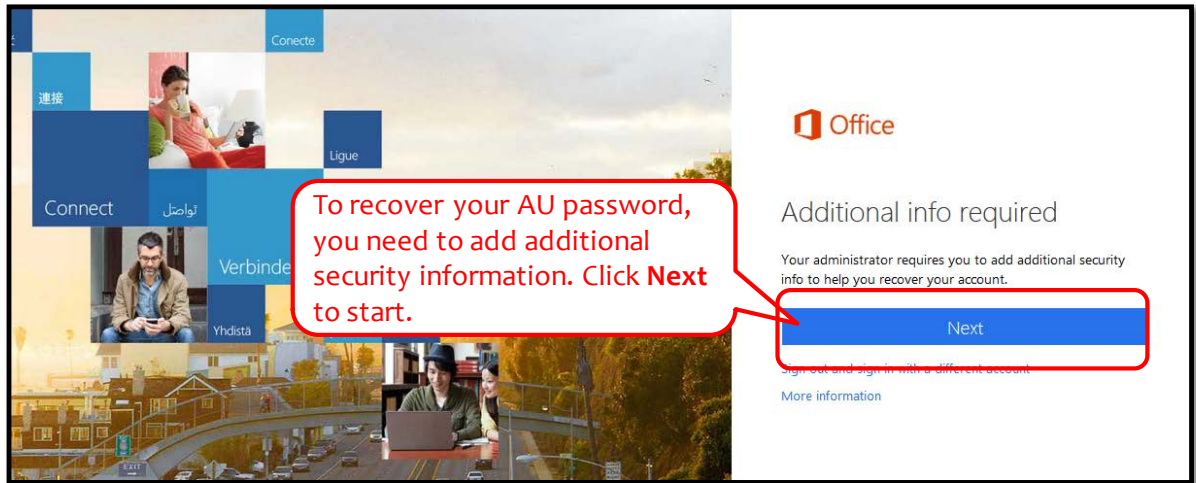 Conecte
連接
Ligue
Connect
تواصل
Verbinde
Yhdistä
EXIT
To recover your AU password,
you need to add additional
security information. Click Next
to start.
Office
Additional info required
Your administrator requires you to add additional security
info to help you recover your account.
Next
Sign out and sign in with a different account
More information